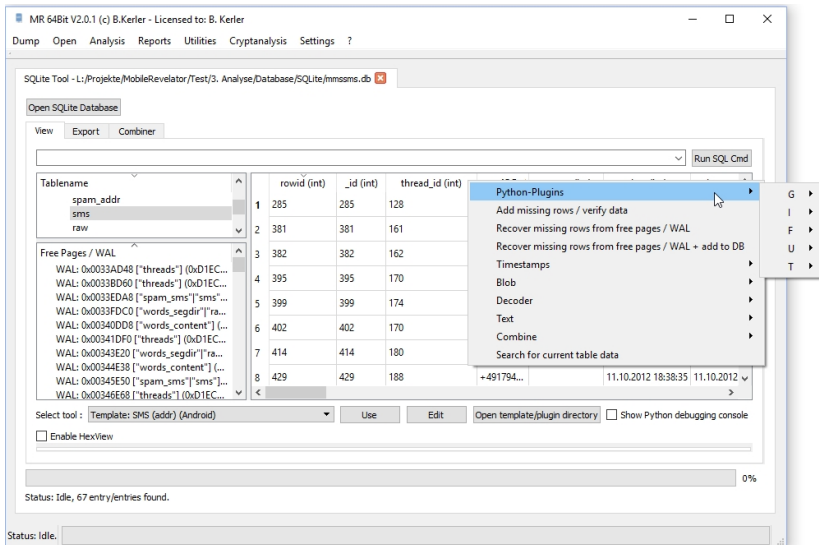 MR 64Bit V2.0.1 (c) B.Kerler - Licensed to: B. Kerler
Dump Open Analysis Reports Utilities Cryptanalysis Settings ?
SQLite Tool - L:/Projekte/MobileRevelator/Test/3. Analyse/Database/SQLite/mmssms.db
Open SQLite Database
View Export Combiner
Run SQL Cmd
Tablename
spam_addr
sms
raw
Free Pages / WAL
WAL: 0x0033AD48 ["threads"] (0xD1EC...
WAL: 0x0033BD60 ["threads"] (0xD1EC...
WAL: 0x0033EDA8 ["spam_sms"|"sms"...
WAL: 0x0033FDC0 ["words_segdir"|"ra...
WAL: 0x00340DD8 ["words_content"] (...
WAL: 0x00341DF0 ["threads"] (0xD1EC...
WAL: 0x00343E20 ["words_segdir"|"ra...
WAL: 0x00344E38 ["words_content"] (...
WAL: 0x00345E50 ["spam_sms"|"sms"]...
WAL: 0x00346E68 ["threads"] (0xD1EC...
rowid (int) _id (int) thread_id (int)
1 285 285 128
2 381 381 161
3 382 382 162
4 395 395 170
5 399 399 174
6 402 402 170
7 414 414 180
8 429 429 188 +491794... 11.10.2012 18:38:35 11.10.2012
Python-Plugins
Add missing rows / verify data
Recover missing rows from free pages / WAL
Recover missing rows from free pages / WAL + add to DB
Timestamps
Blob
Decoder
Text
Combine
Search for current table data
G
I
F
U
T
Select tool : Template: SMS (addr) (Android) Use Edit Open template/plugin directory Show Python debugging console
Enable HexView
0%
Status: Idle, 67 entry/entries found.
Status: Idle.